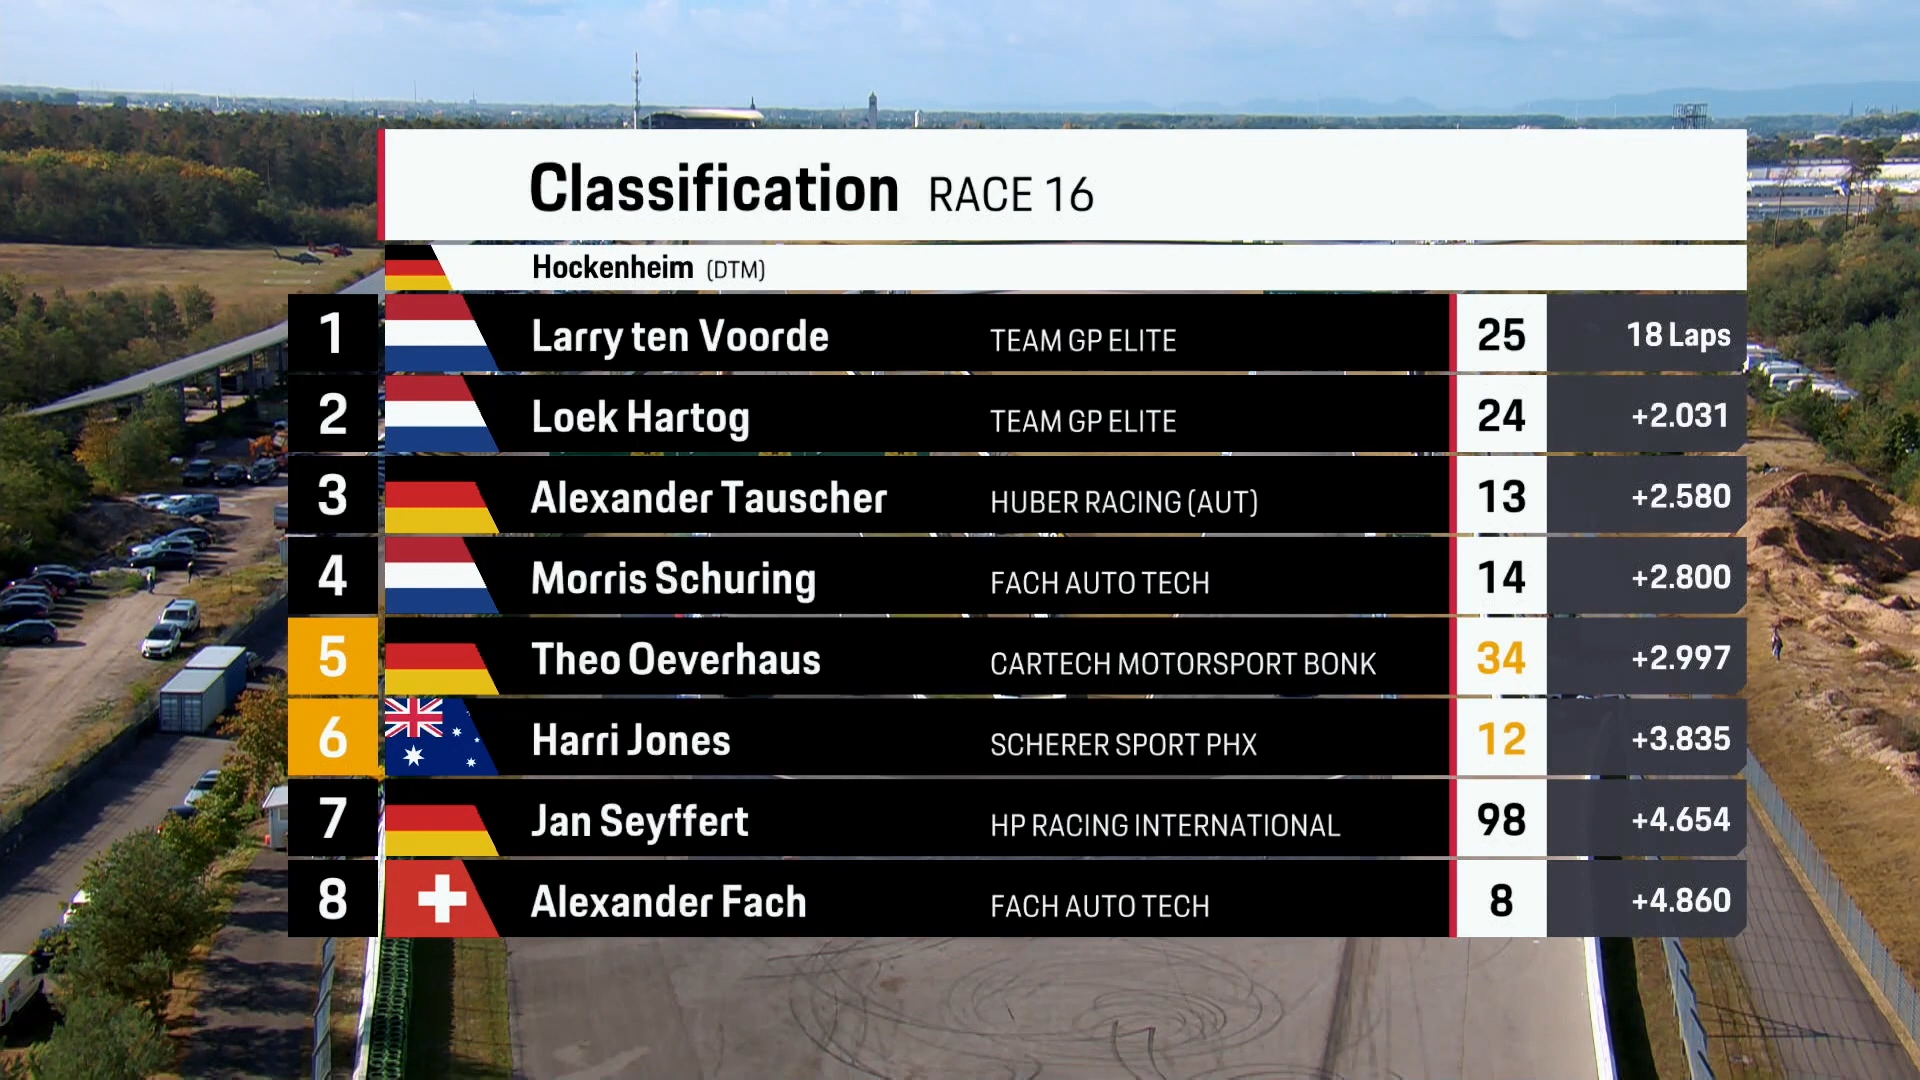 Classification RACE 16
Hockenheim (DTM)
1 Larry ten Voorde TEAM GP ELITE 25 18 Laps
2 Loek Hartog TEAM GP ELITE 24 +2.031
3 Alexander Tauscher HUBER RACING (AUT) 13 +2.580
4 Morris Schuring FACH AUTO TECH 14 +2.800
5 Theo Oeverhaus CARTECH MOTORSPORT BONK 34 +2.997
6 Harri Jones SCHERER SPORT PHX 12 +3.835
7 Jan Seyffert HP RACING INTERNATIONAL 98 +4.654
8 Alexander Fach FACH AUTO TECH 8 +4.860